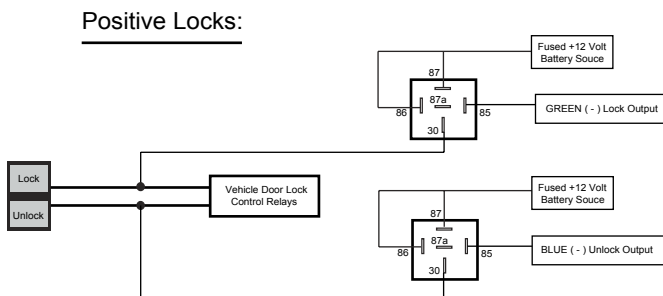 Positive Locks:
Fused +12 Volt
Battery Souce
87
87a
86
85
30
GREEN ( - ) Lock Output
Lock
Unlock
Vehicle Door Lock
Control Relays
Fused +12 Volt
Battery Souce
87
87a
86
85
30
BLUE ( - ) Unlock Output